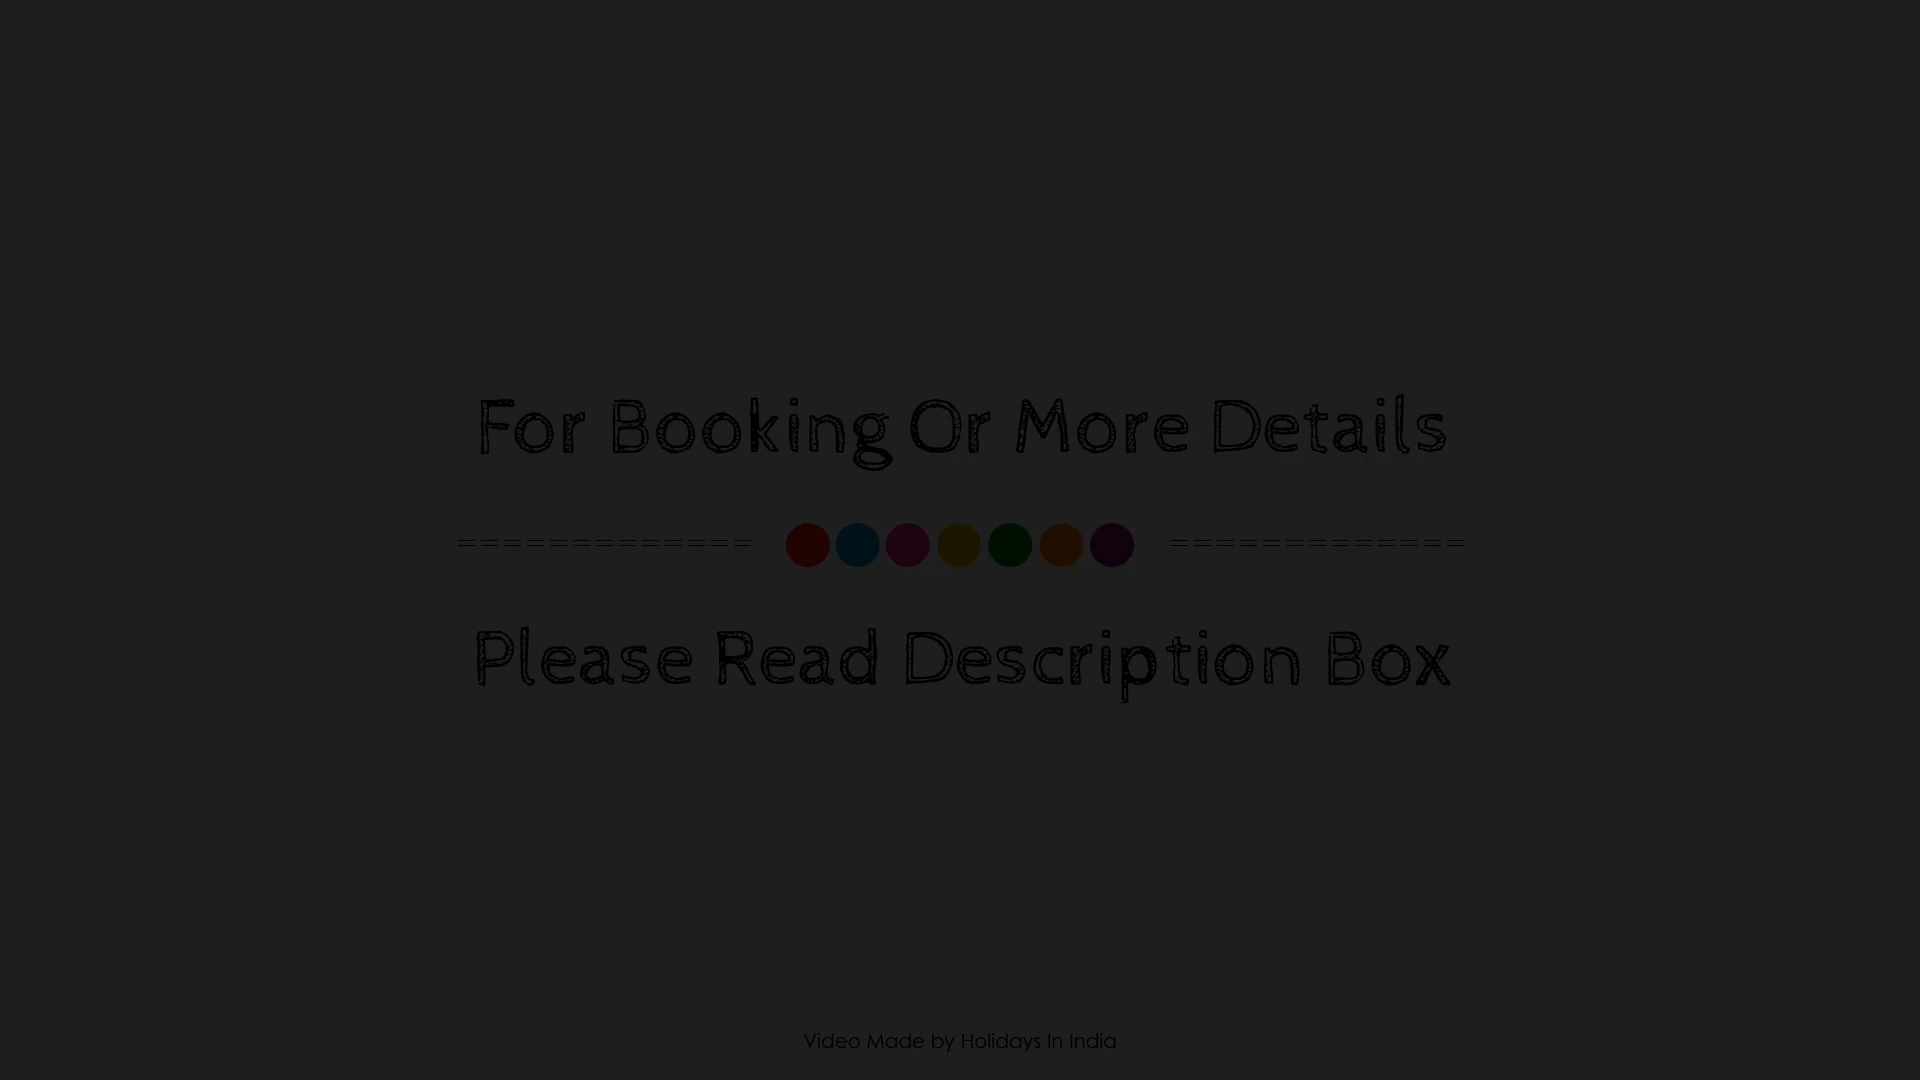 For Booking Or More Details
============= =============
Please Read Description Box
Video Made by Holidays In India